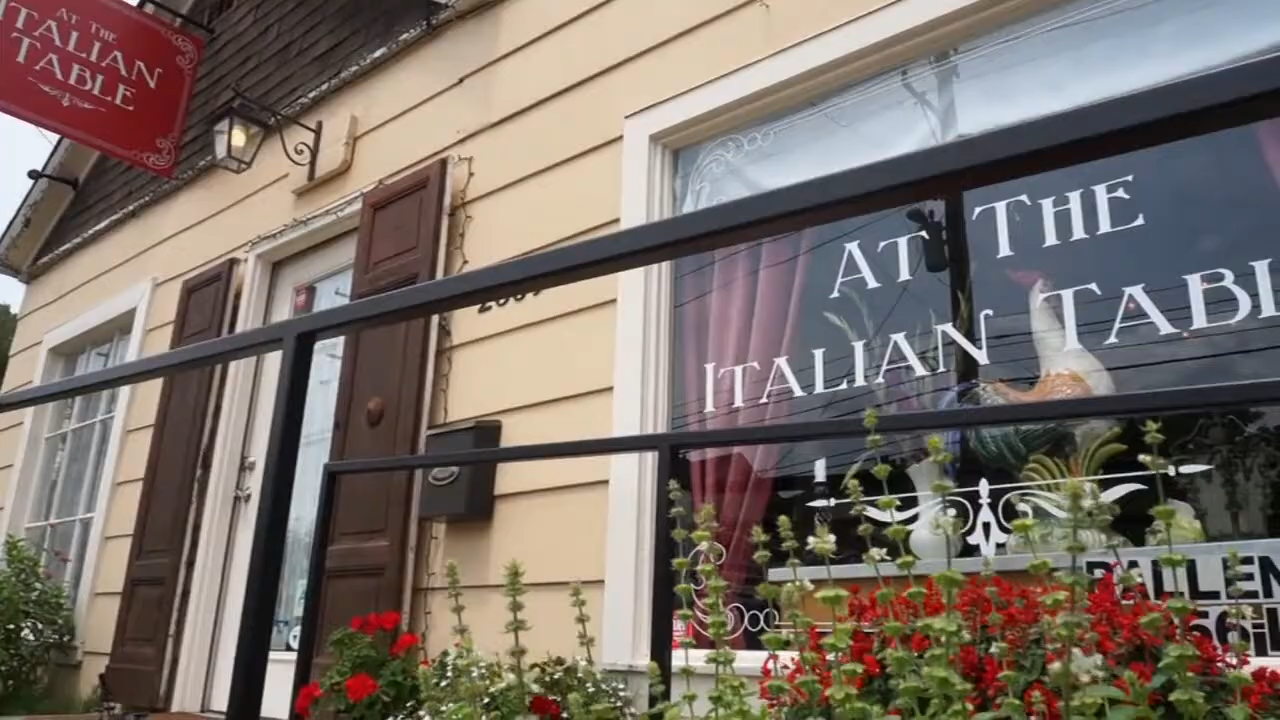 AT THE
ITALIAN
TABLE
AT THE
ITALIAN TABL